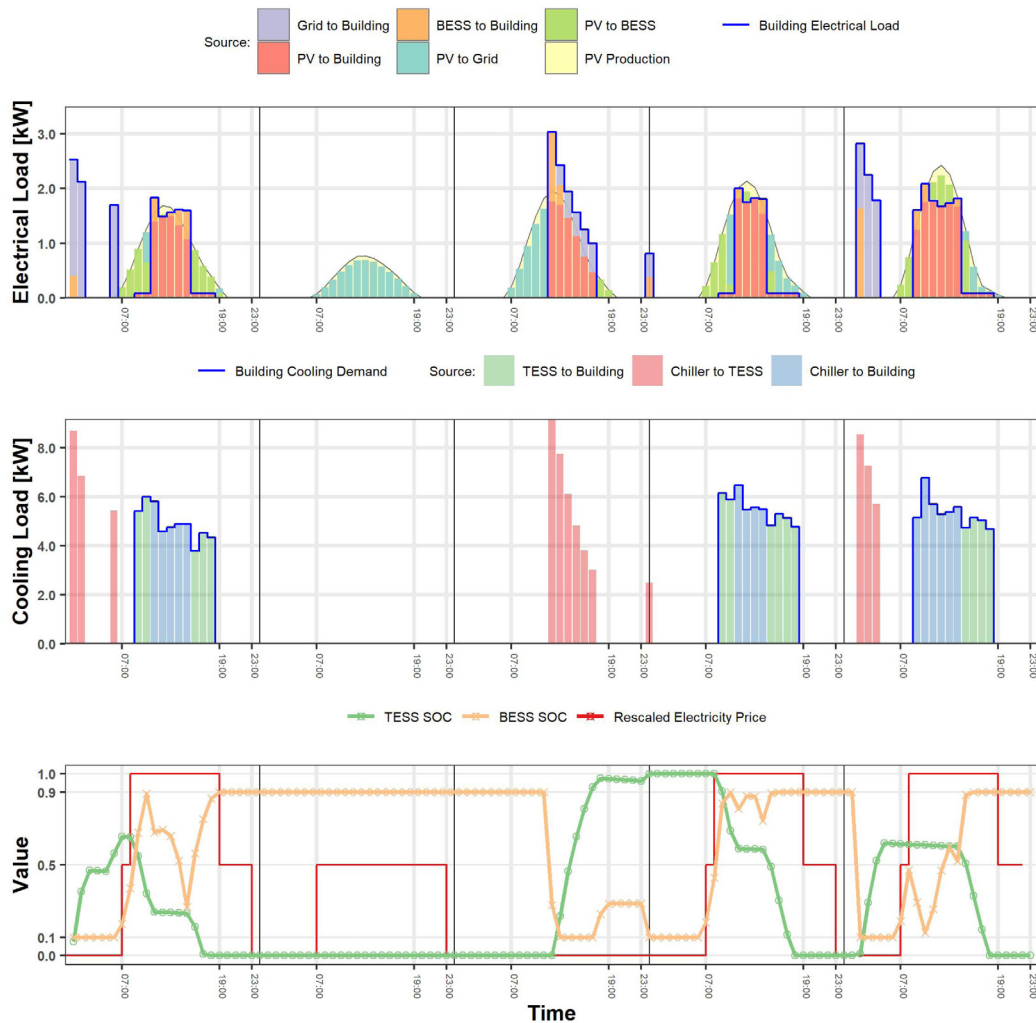 Grid to Building BESS to Building PV to BESS Building Electrical Load
Source:
PV to Building PV to Grid PV Production
Electrical Load [kW]
3.0
2.0
1.0
0.0
07:00 19:00 23:00 07:00 19:00 23:00 07:00 19:00 23:00 07:00 19:00 23:00 07:00 19:00 23:00
Building Cooling Demand Source: TESS to Building Chiller to TESS Chiller to Building
Cooling Load [kW]
8.0
6.0
4.0
2.0
0.0
07:00 19:00 23:00 07:00 19:00 23:00 07:00 19:00 23:00 07:00 19:00 23:00 07:00 19:00 23:00
TESS SOC BESS SOC Rescaled Electricity Price
Value
1.0
0.9
0.5
0.1
0.0
07:00 19:00 23:00 07:00 19:00 23:00 07:00 19:00 23:00 07:00 19:00 23:00 07:00 19:00 23:00
Time